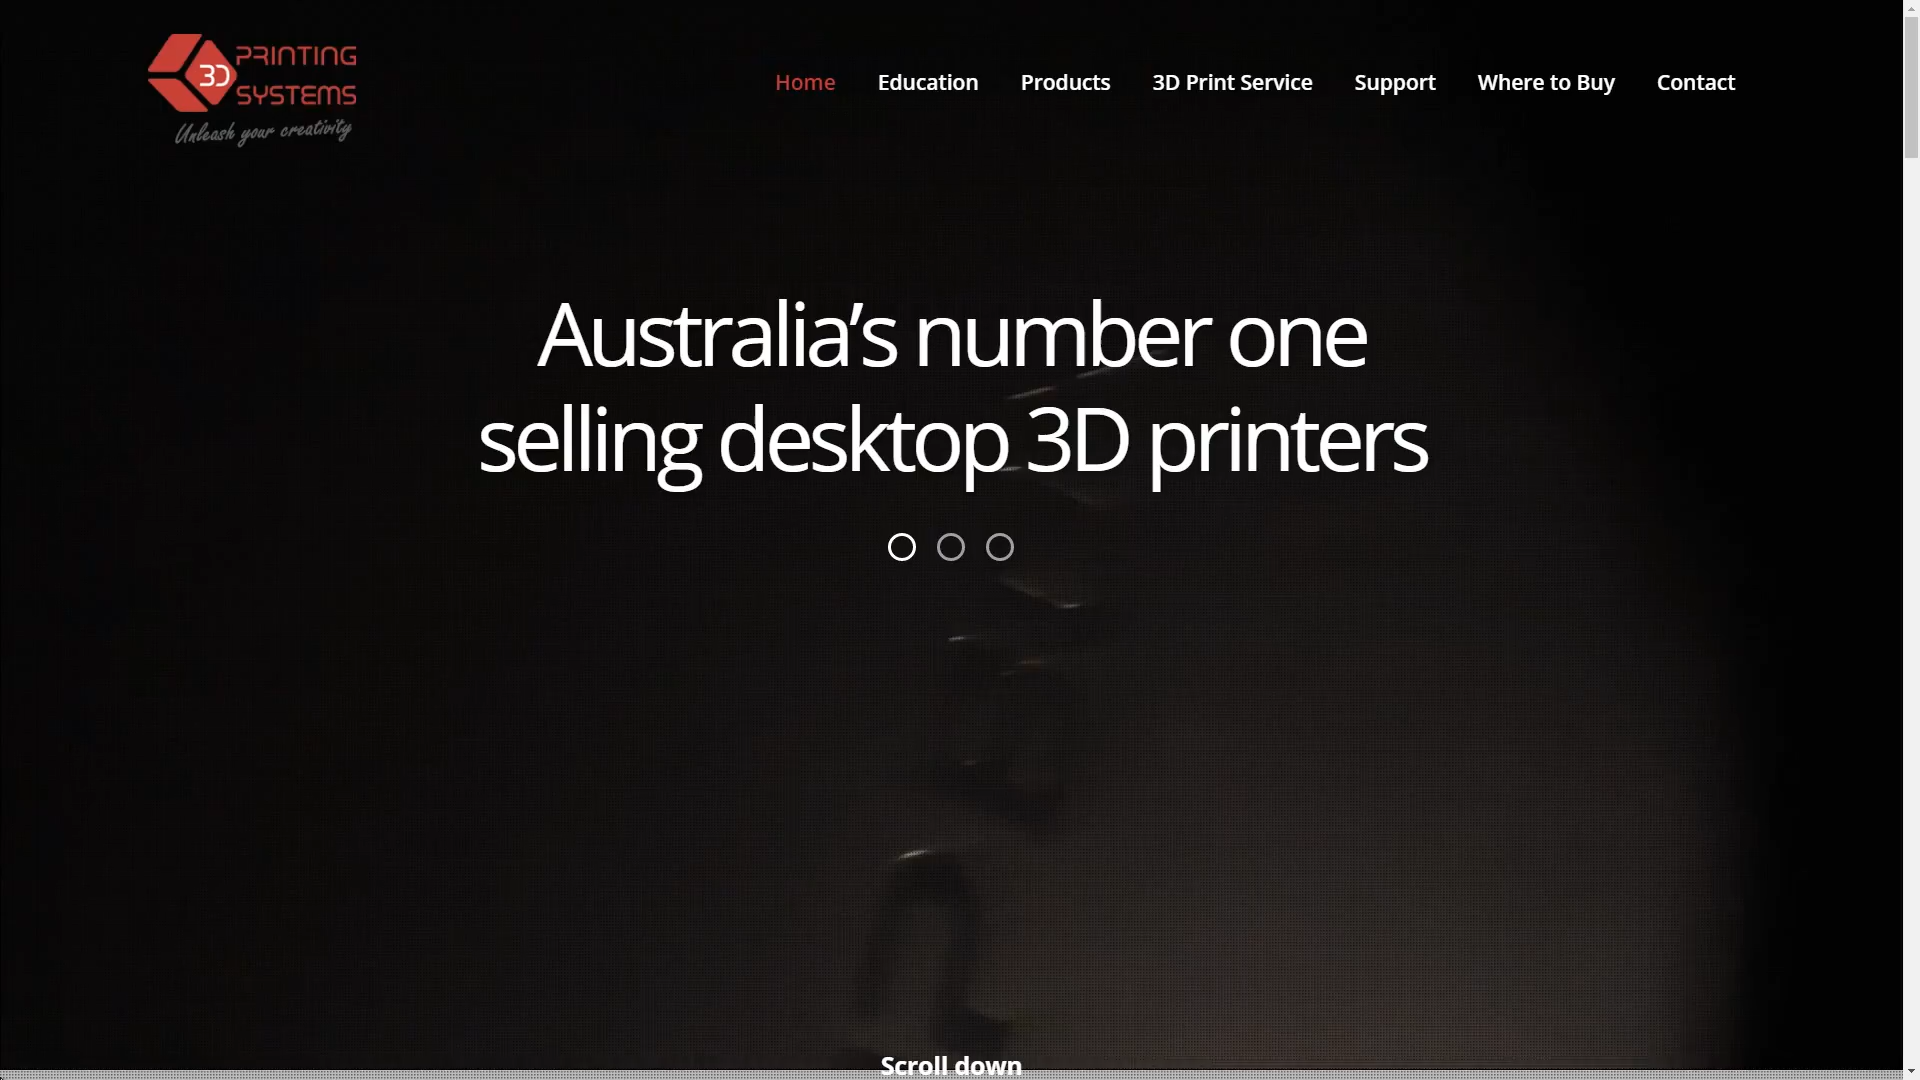 3D PRINTING
SYSTEMS
Unleash your creativity
Home Education Products 3D Print Service Support Where to Buy Contact
Australia’s number one
selling desktop 3D printers
Scroll down